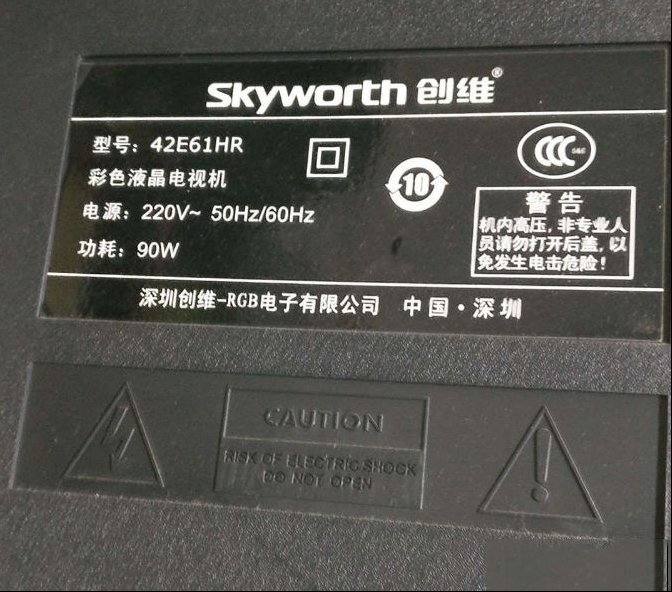 Skyworth 创维®
型号：42E61HR
彩色液晶电视机
电源：220V~ 50Hz/60Hz
功耗：90W
10
CCC S&E
警告
机内高压，非专业人
员请勿打开后盖，以
免发生电击危险！
深圳创维-RGB电子有限公司 中国·深圳
CAUTION
RISK OF ELECTRIC SHOCK
DO NOT OPEN